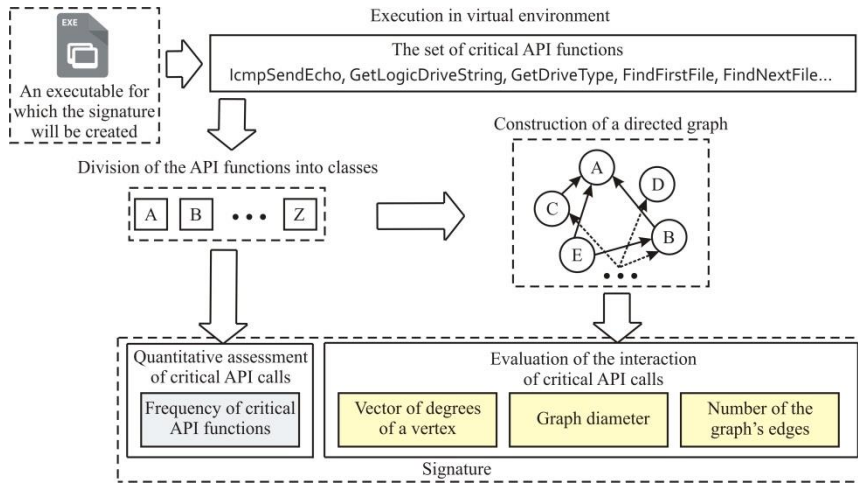 Execution in virtual environment
EXE
The set of critical API functions
IcmpSendEcho, GetLogicDriveString, GetDriveType, FindFirstFile, FindNextFile...
An executable for
which the signature
will be created
Construction of a directed graph
Division of the API functions into classes
A B ••• Z
A
D
C
B
E
•••
Quantitative assessment
of critical API calls
Frequency of critical
API functions
Evaluation of the interaction
of critical API calls
Vector of degrees
of a vertex
Graph diameter
Number of the
graph's edges
Signature